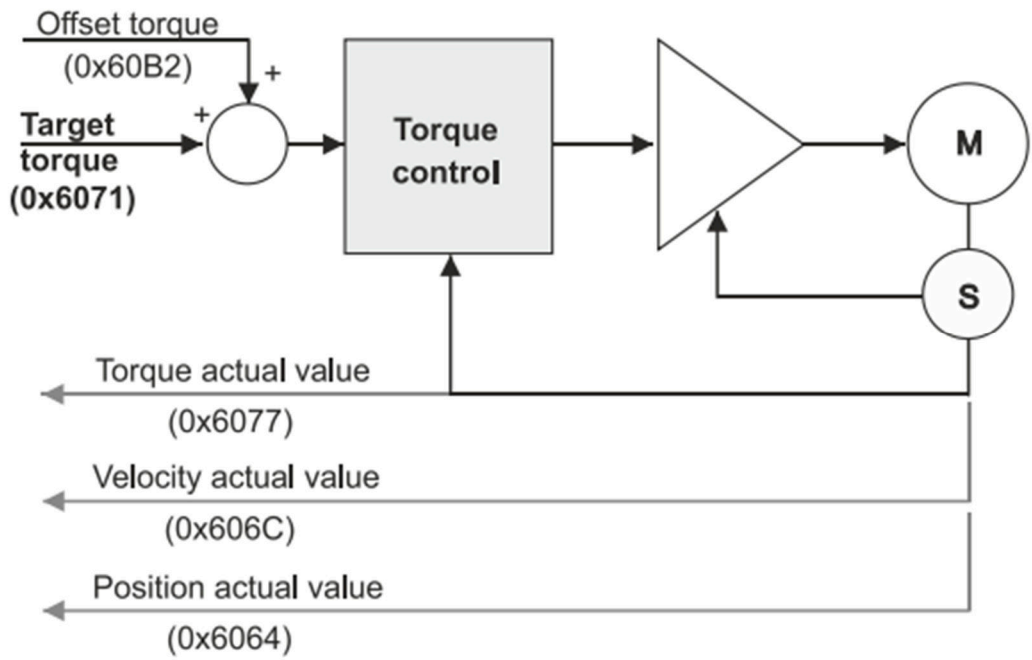 Offset torque
(0x60B2)
+
+
Target
torque
(0x6071)
Torque
control
M
S
Torque actual value
(0x6077)
Velocity actual value
(0x606C)
Position actual value
(0x6064)